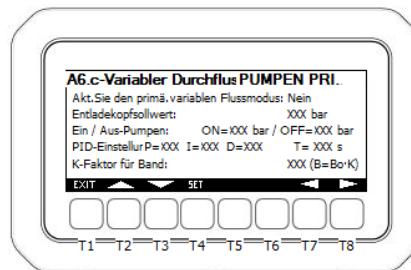 A6.c-Variabler Durchflus PUMPEN PRI..
Akt.Sie den primä.variablen Flussmodus: Nein
Entladekopfsollwert: XXX bar
Ein / Aus-Pumpen: ON=XXX bar / OFF=XXX bar
PID-Einstellur P=XXX I=XXX D=XXX T= XXX s
K-Faktor für Band: XXX (B=Bo·K)
EXIT SET
T1 T2 T3 T4 T5 T6 T7 T8